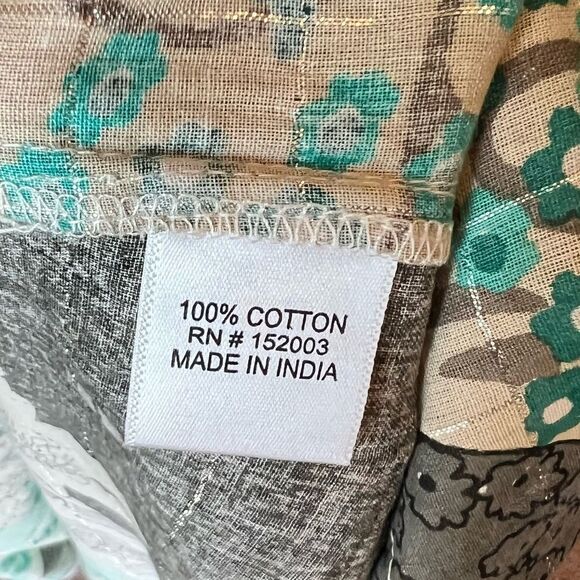 100% COTTON
RN # 152003
MADE IN INDIA